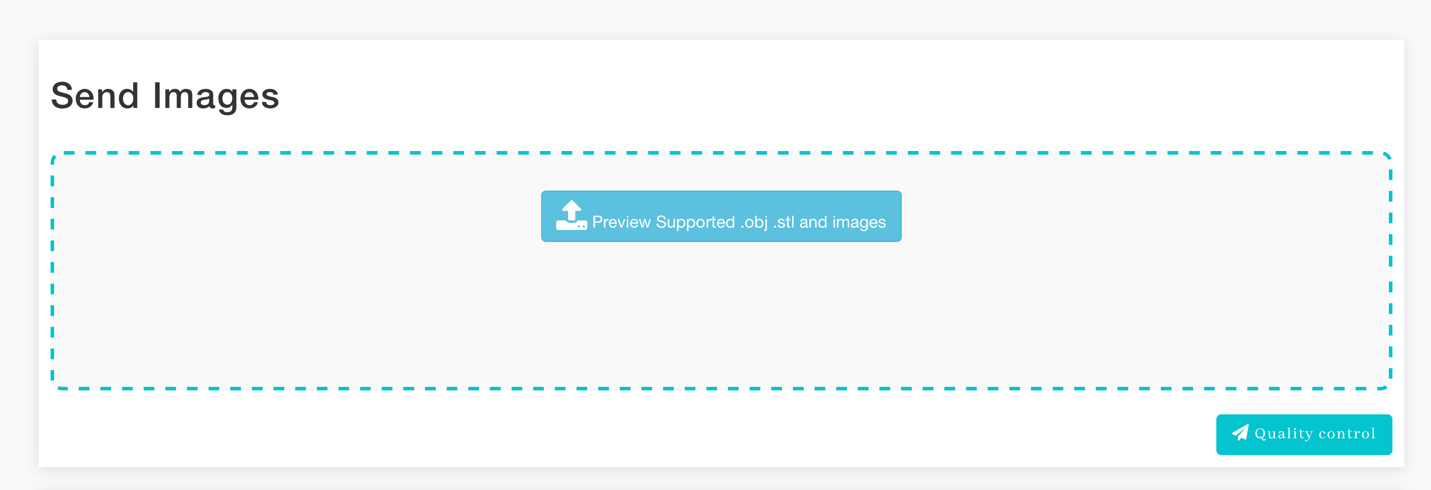 Send Images
Preview Supported .obj .stl and images
Quality control